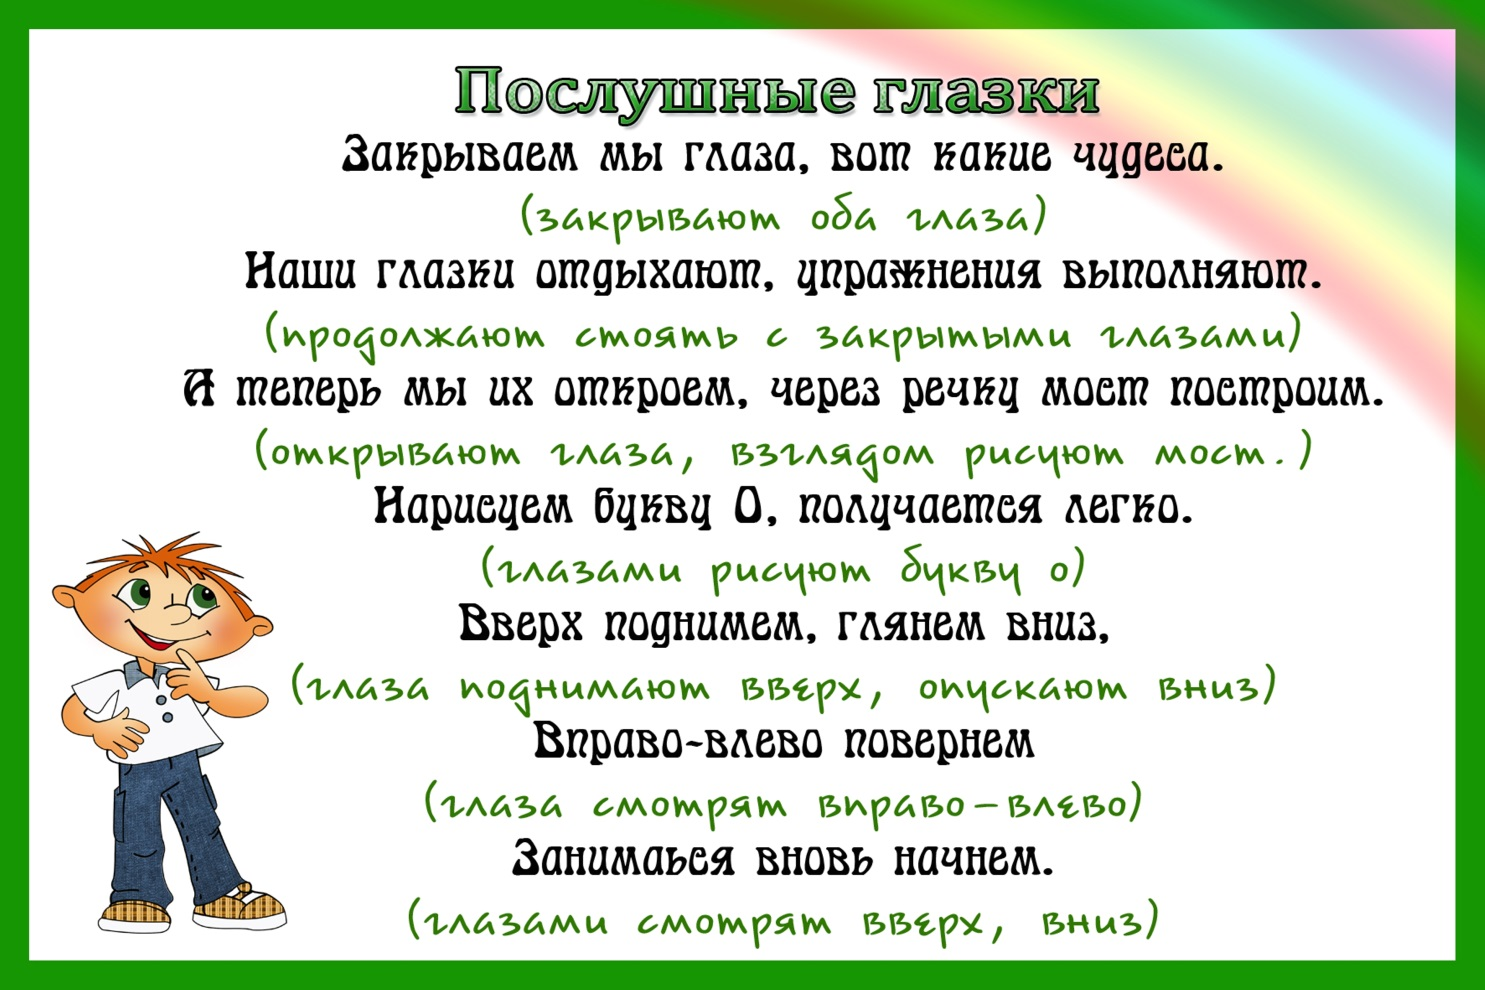 Послушные глазки
Закрываем мы глаза, вот какие чудеса.
(закрывают оба глаза)
Наши глазки отдыхают, упражнения выполняют.
(продолжают стоять с закрытыми глазами)
А теперь мы их откроем, через речку мост построим.
(открывают глаза, взглядом рисуют мост.)
Нарисуем букву О, получается легко.
(глазами рисуют букву о)
Вверх поднимем, глянем вниз,
(глаза поднимают вверх, опускают вниз)
Вправо-влево повернем
(глаза смотрят вправо-влево)
Заниматься вновь начнем.
(глазами смотрят вверх, вниз)